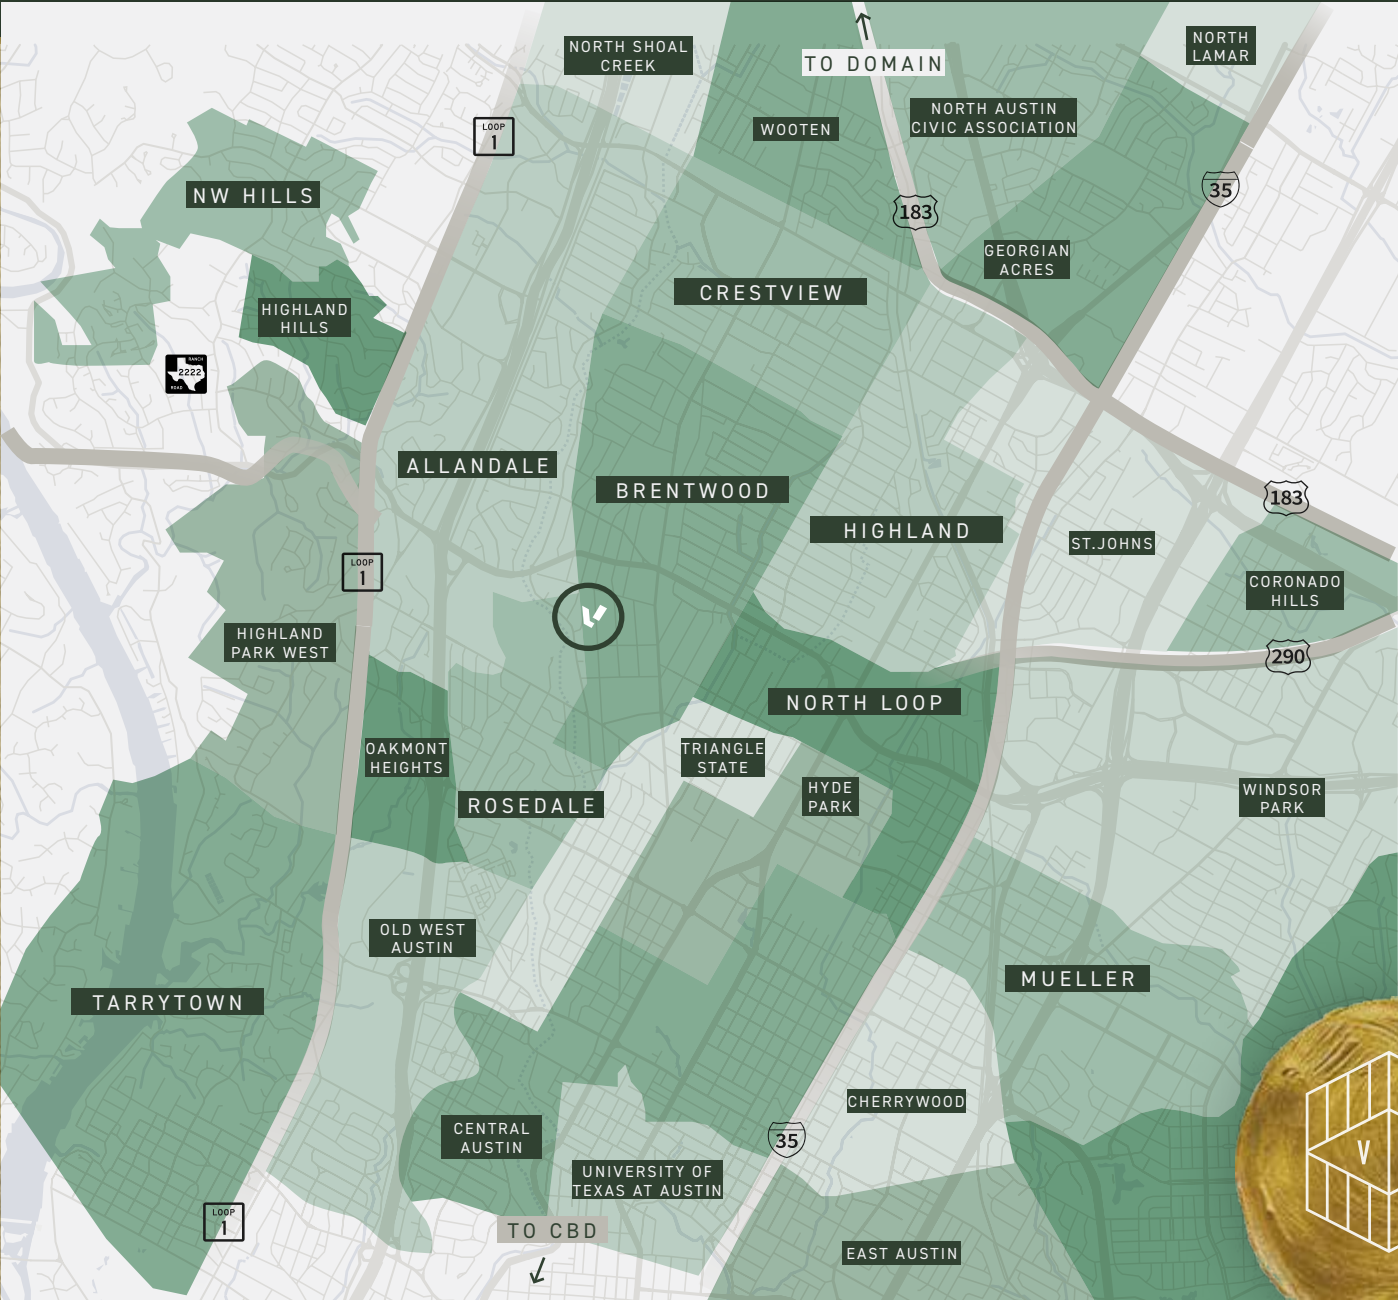 NORTH SHOAL
CREEK
TO DOMAIN
NORTH
LAMAR
WOOTEN
NORTH AUSTIN
CIVIC ASSOCIATION
LOOP
1
NW HILLS
35
183
GEORGIAN
ACRES
CRESTVIEW
HIGHLAND
HILLS
RANCH
2222
ROAD
ALLANDALE
BRENTWOOD
183
HIGHLAND
ST.JOHNS
LOOP
1
CORONADO
HILLS
HIGHLAND
PARK WEST
290
NORTH LOOP
OAKMONT
HEIGHTS
TRIANGLE
STATE
HYDE
PARK
WINDSOR
PARK
ROSEDALE
OLD WEST
AUSTIN
MUELLER
TARRYTOWN
CHERRYWOOD
CENTRAL
AUSTIN
35
V
UNIVERSITY OF
TEXAS AT AUSTIN
LOOP
1
TO CBD
EAST AUSTIN